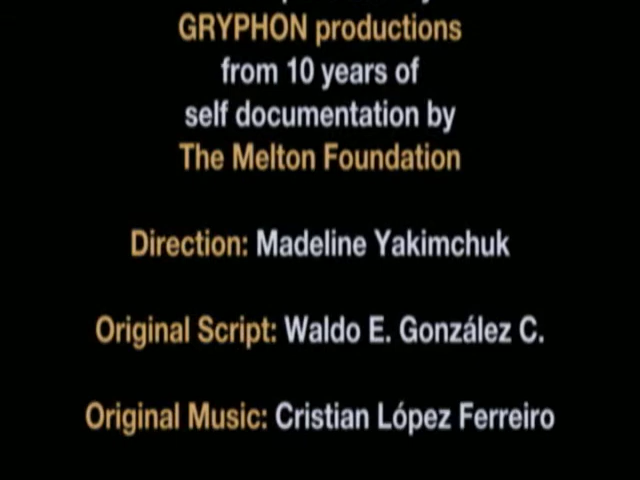 GRYPHON productions
from 10 years of
self documentation by
The Melton Foundation
Direction: Madeline Yakimchuk
Original Script: Waldo E. González C.
Original Music: Cristian López Ferreiro